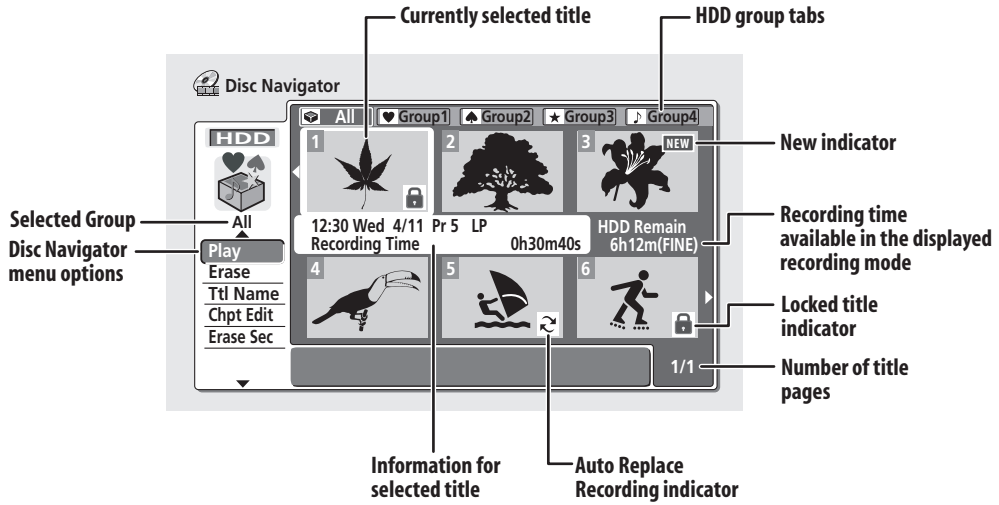 Currently selected title
HDD group tabs
Disc Navigator
All
Group1
Group2
Group3
Group4
HDD
1
2
3
NEW
New indicator
Selected Group
All
12:30 Wed 4/11 Pr 5 LP
Recording Time 0h30m40s
HDD Remain
6h12m(FINE)
Recording time
available in the displayed
recording mode
Disc Navigator
menu options
Play
Erase
Ttl Name
Chpt Edit
Erase Sec
4
5
6
Locked title
indicator
1/1
Number of title
pages
Information for
selected title
Auto Replace
Recording indicator